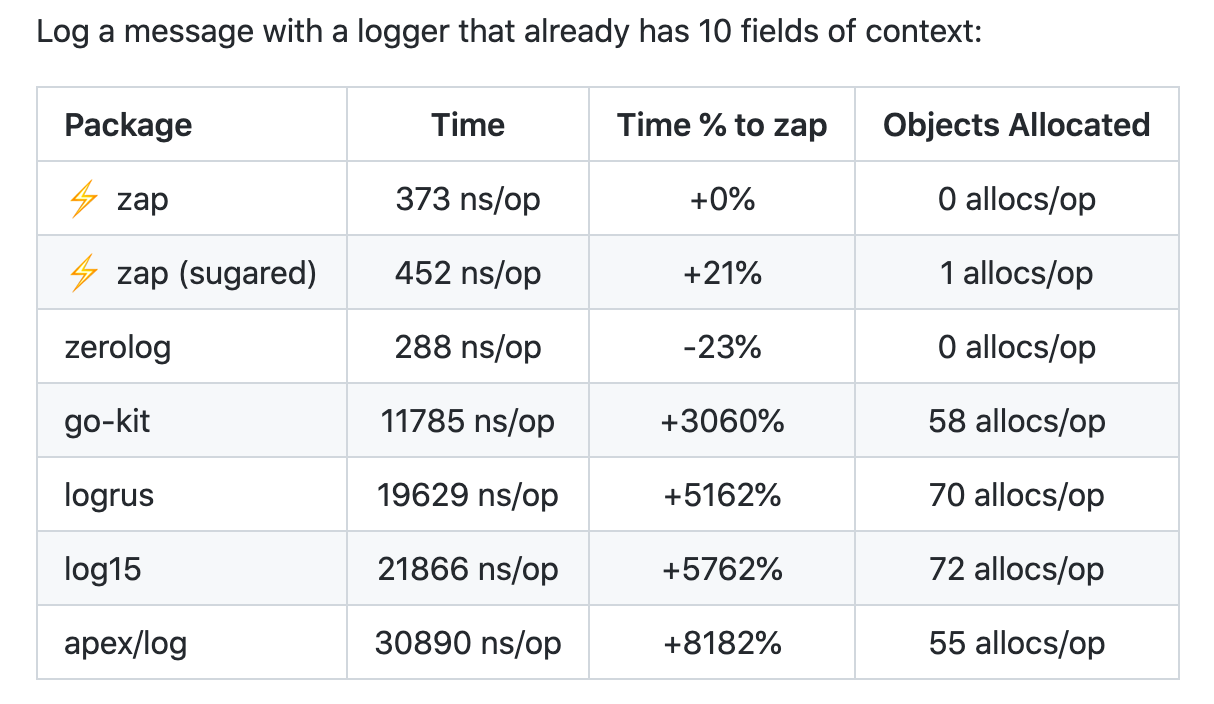 Log a message with a logger that already has 10 fields of context:
Package Time Time % to zap Objects Allocated
⚡ zap 373 ns/op +0% 0 allocs/op
⚡ zap (sugared) 452 ns/op +21% 1 allocs/op
zerolog 288 ns/op -23% 0 allocs/op
go-kit 11785 ns/op +3060% 58 allocs/op
logrus 19629 ns/op +5162% 70 allocs/op
log15 21866 ns/op +5762% 72 allocs/op
apex/log 30890 ns/op +8182% 55 allocs/op